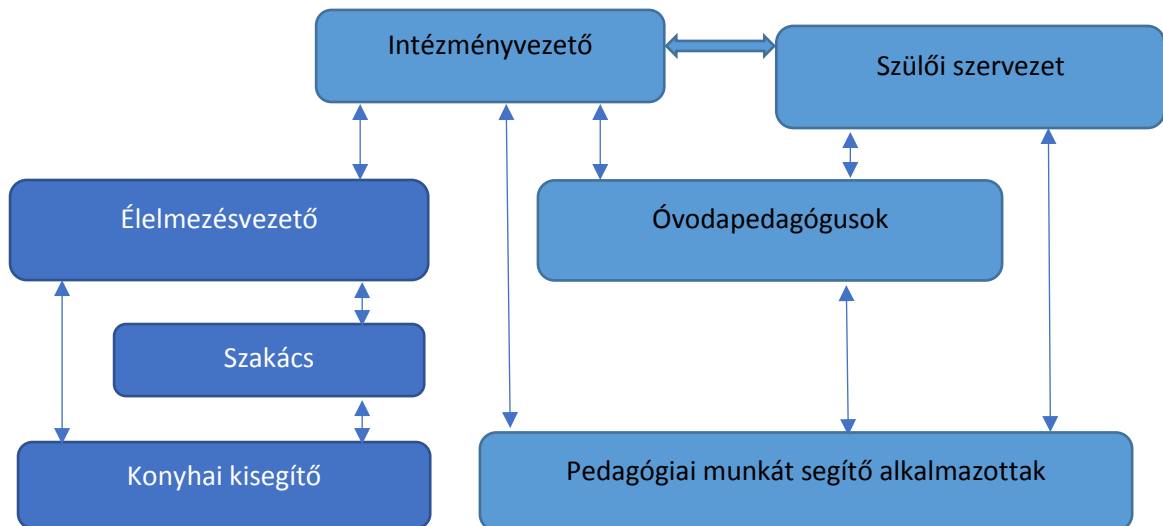 Intézményvezető
Szülői szervezet
Élelmezésvezető
Óvodapedagógusok
Szakács
Konyhai kisegítő
Pedagógiai munkát segítő alkalmazottak